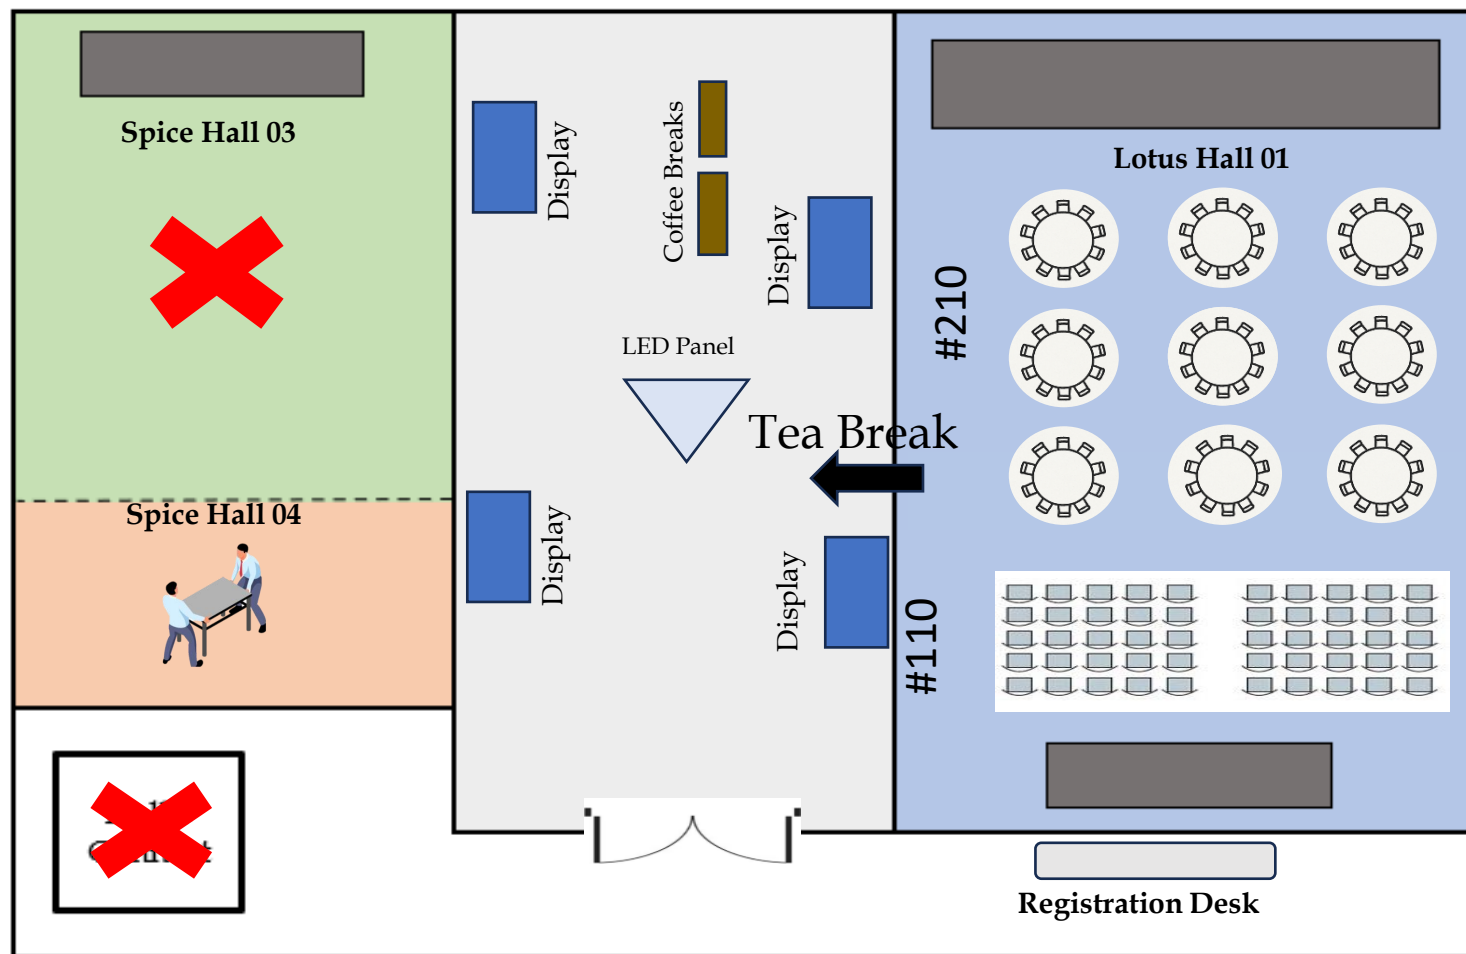 Spice Hall 03
Display
Coffee Breaks
Display
Lotus Hall 01
#210
LED Panel
Tea Break
Spice Hall 04
Display
Display
#110
Registration Desk